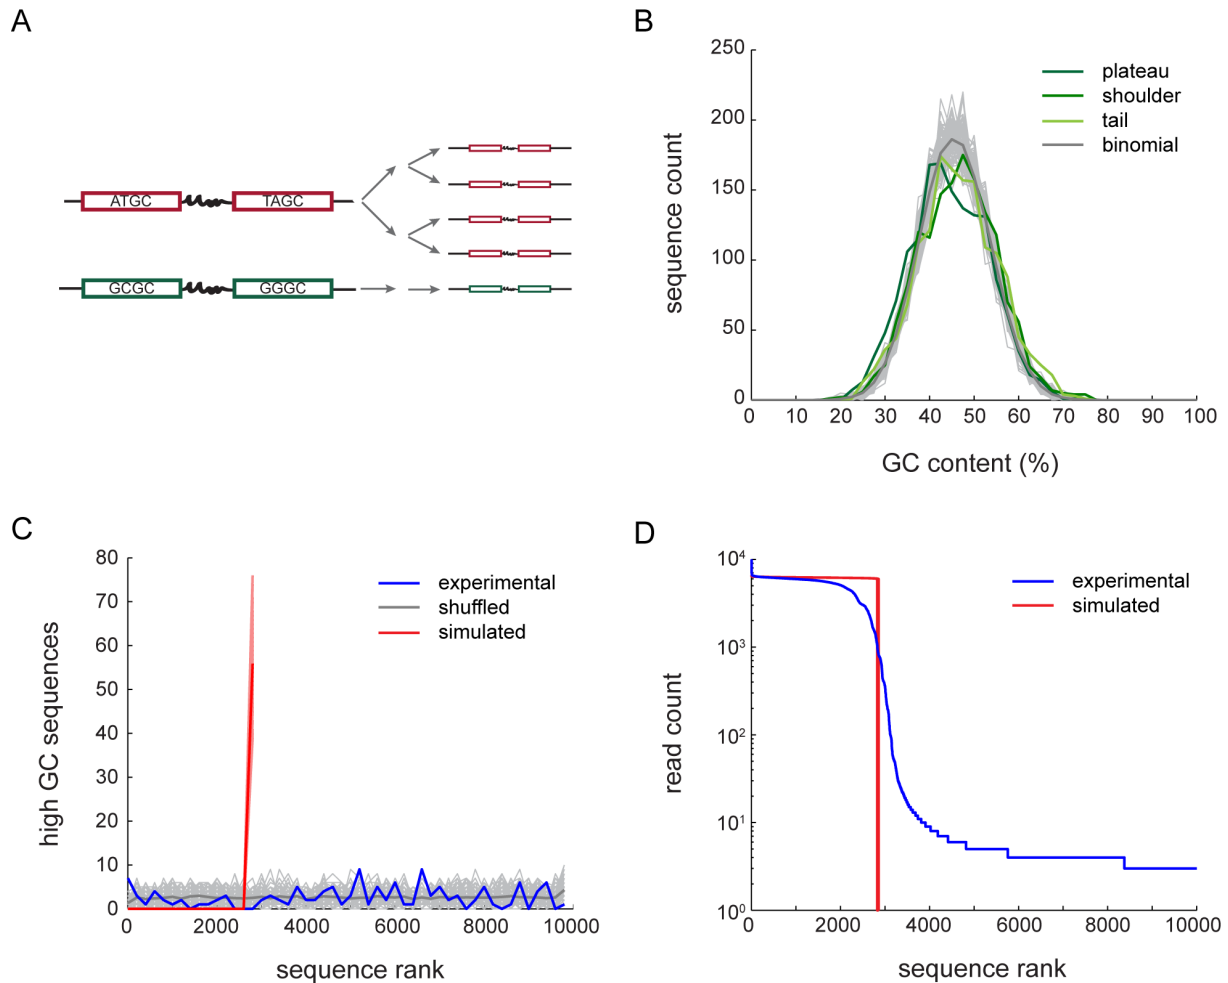 A
ATGC
TAGC
GCGC
GGGC
B
250
200
150
100
50
0
0 10 20 30 40 50 60 70 80 90 100
sequence count
GC content (%)
plateau
shoulder
tail
binomial
C
80
70
60
50
40
30
20
10
0
0 2000 4000 6000 8000 10000
high GC sequences
sequence rank
experimental
shuffled
simulated
D
10⁴
10³
10²
10¹
10⁰
0 2000 4000 6000 8000 10000
read count
sequence rank
experimental
simulated